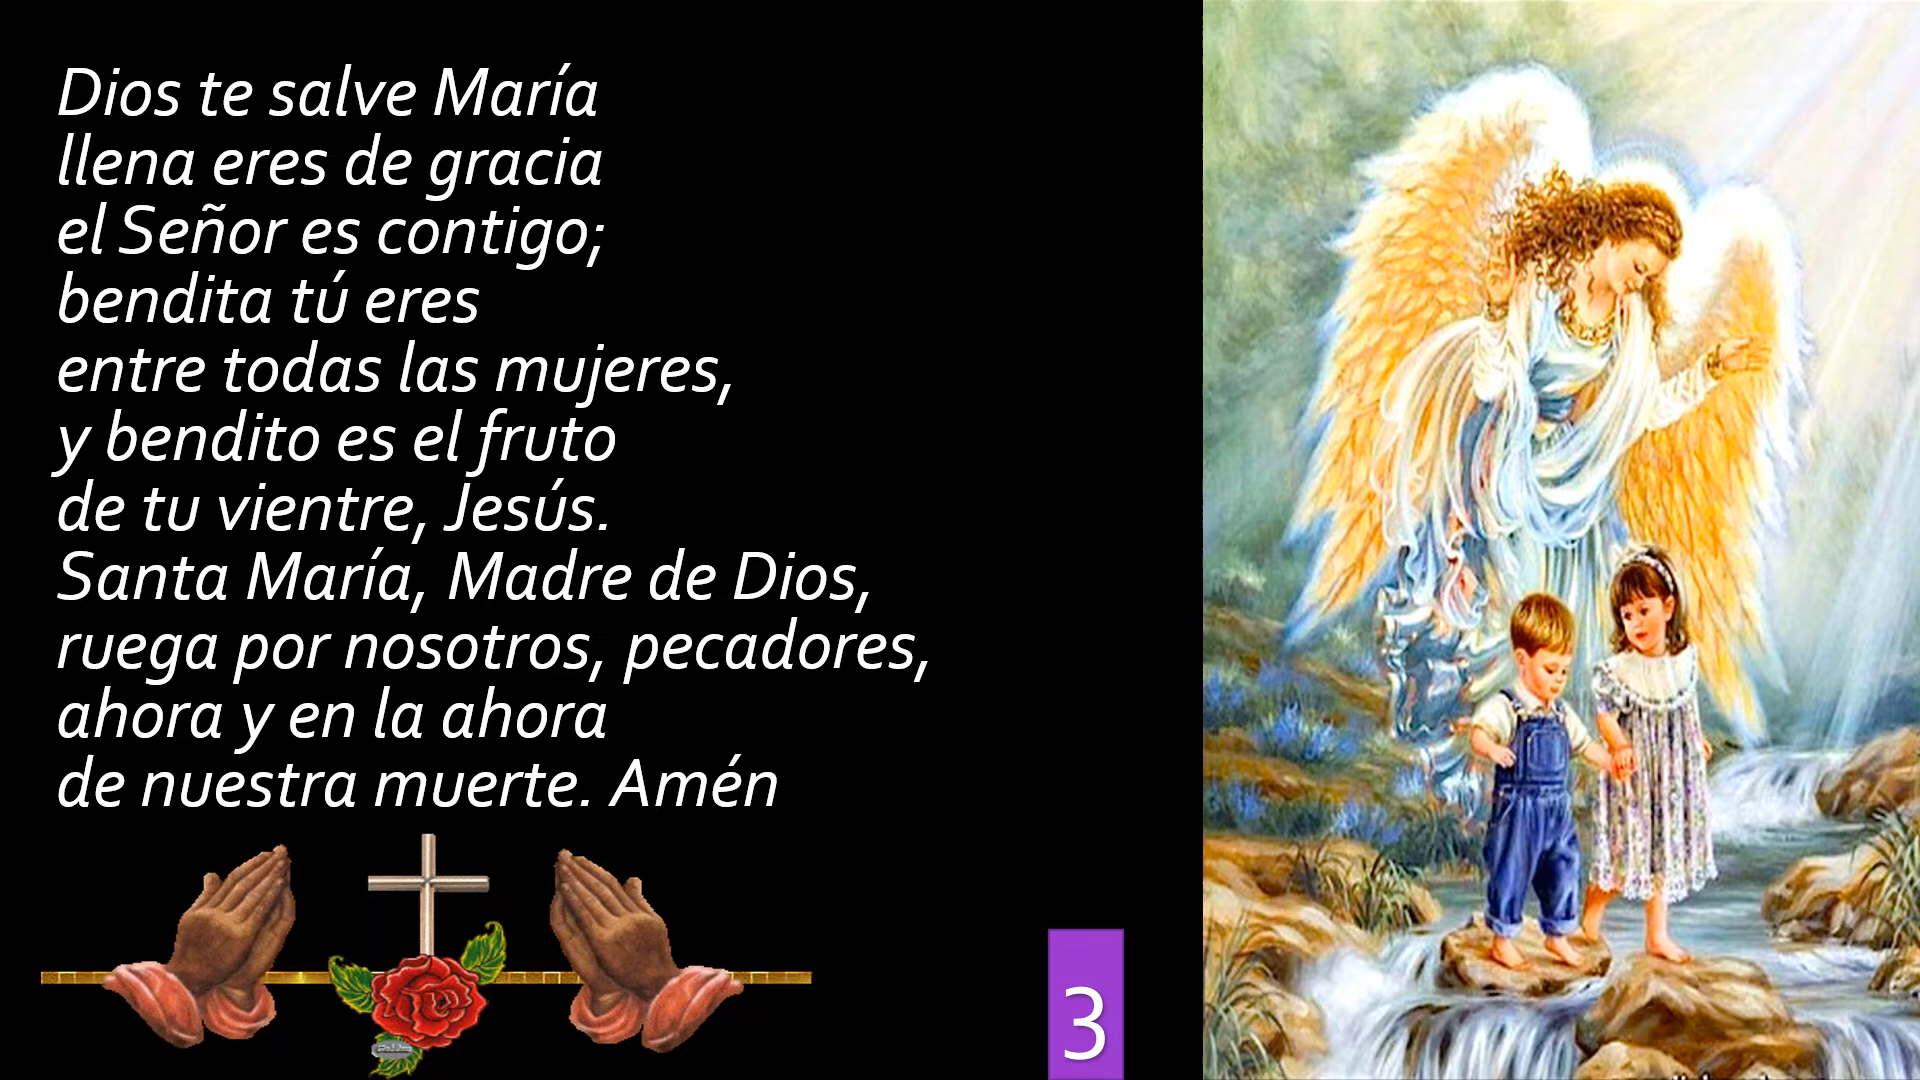 Dios te salve María
llena eres de gracia
el Señor es contigo;
bendita tú eres
entre todas las mujeres,
y bendito es el fruto
de tu vientre, Jesús.
Santa María, Madre de Dios,
ruega por nosotros, pecadores,
ahora y en la ahora
de nuestra muerte. Amén
3